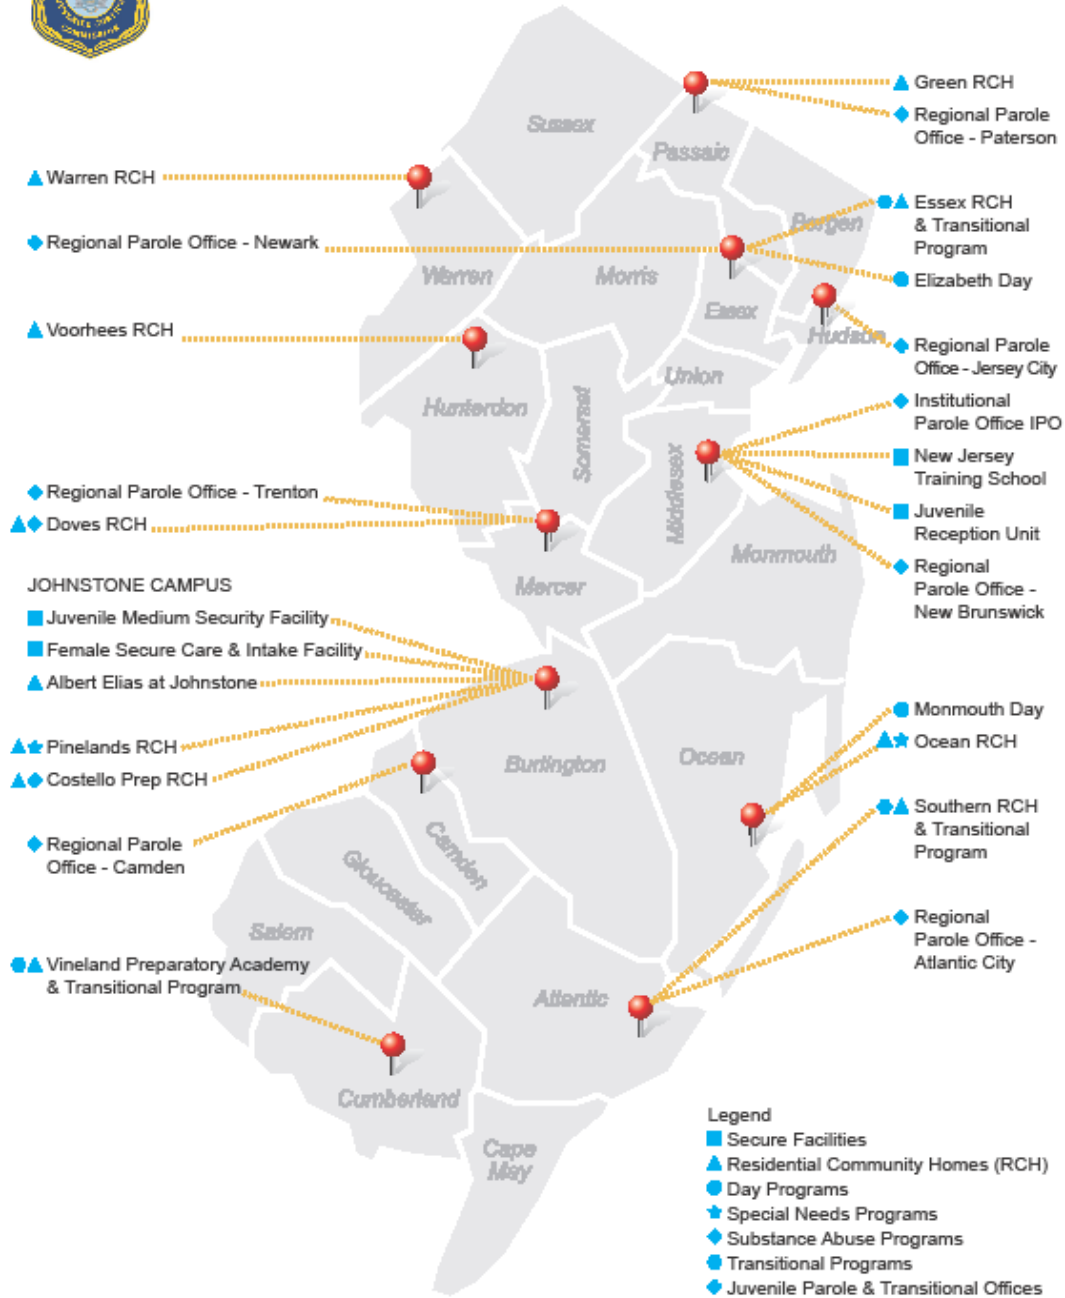 COMMISSION
Green RCH
Regional Parole
Office - Paterson
Warren RCH
Essex RCH
& Transitional
Program
Regional Parole Office - Newark
Elizabeth Day
Voorhees RCH
Regional Parole
Office - Jersey City
Institutional
Parole Office IPO
New Jersey
Training School
Juvenile
Reception Unit
Regional
Parole Office -
New Brunswick
Regional Parole Office - Trenton
Doves RCH
JOHNSTONE CAMPUS
Juvenile Medium Security Facility
Female Secure Care & Intake Facility
Albert Elias at Johnstone
Pinelands RCH
Costello Prep RCH
Regional Parole
Office - Camden
Monmouth Day
Ocean RCH
Southern RCH
& Transitional
Program
Regional
Parole Office -
Atlantic City
Vineland Preparatory Academy
& Transitional Program
Sussex
Passaic
Bergen
Warren
Morris
Essex
Hudson
Union
Hunterdon
Somerset
Middlesex
Monmouth
Mercer
Burlington
Ocean
Camden
Gloucester
Salem
Atlantic
Cumberland
Cape
May
Legend
Secure Facilities
Residential Community Homes (RCH)
Day Programs
Special Needs Programs
Substance Abuse Programs
Transitional Programs
Juvenile Parole & Transitional Offices